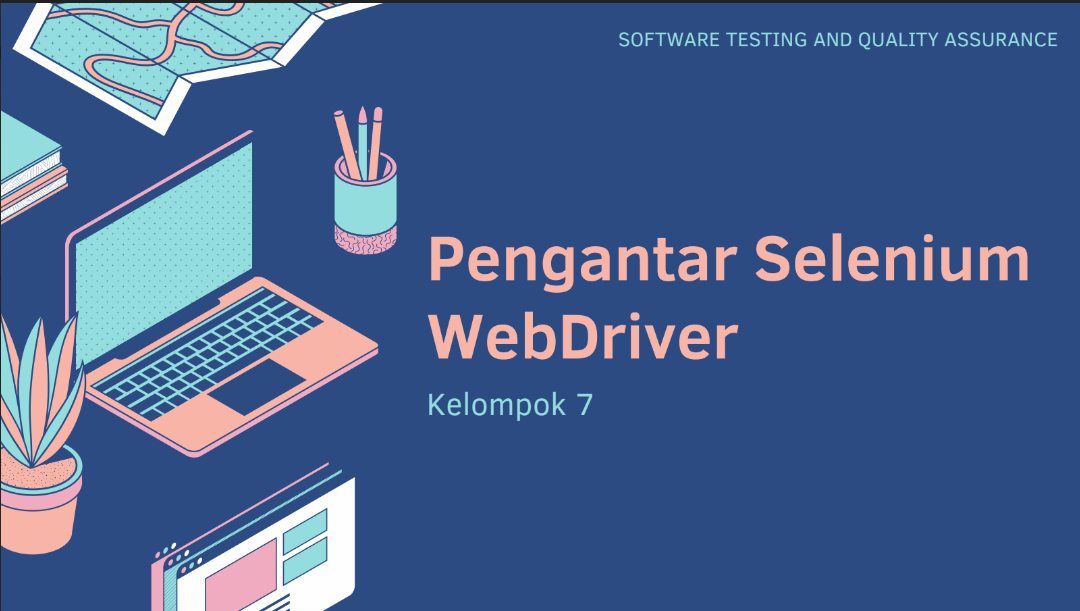 SOFTWARE TESTING AND QUALITY ASSURANCE
Pengantar Selenium
WebDriver
Kelompok 7